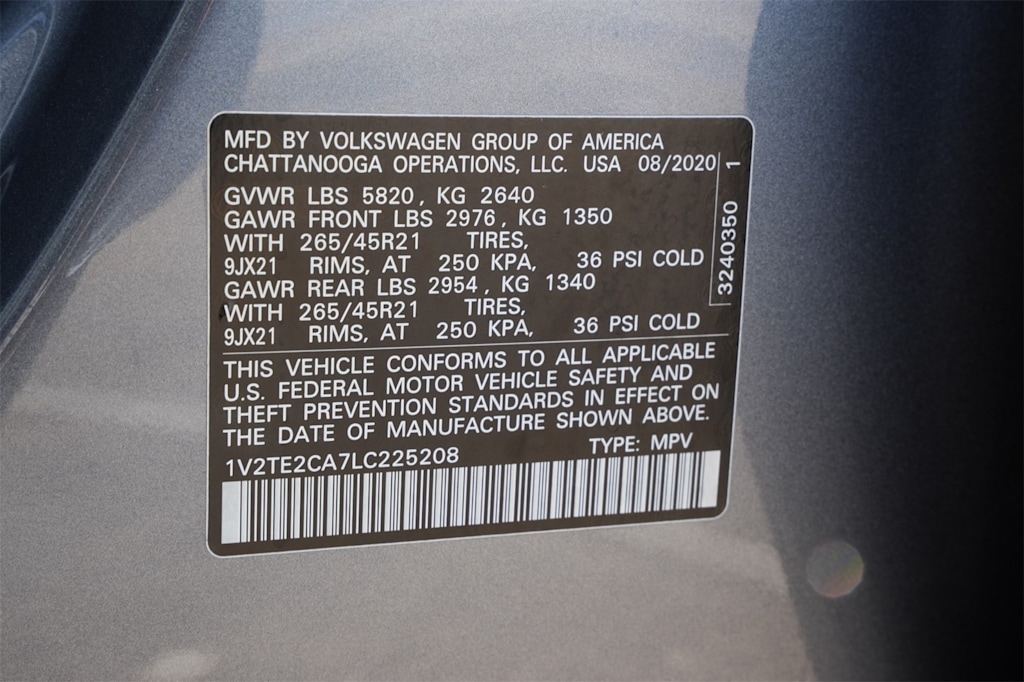 MFD BY VOLKSWAGEN GROUP OF AMERICA
CHATTANOOGA OPERATIONS, LLC. USA 08/2020
GVWR LBS 5820, KG 2640
GAWR FRONT LBS 2976, KG 1350
WITH 265/45R21 TIRES,
9JX21 RIMS, AT 250 KPA, 36 PSI COLD
GAWR REAR LBS 2954, KG 1340
WITH 265/45R21 TIRES,
9JX21 RIMS, AT 250 KPA, 36 PSI COLD
3240350 1
THIS VEHICLE CONFORMS TO ALL APPLICABLE
U.S. FEDERAL MOTOR VEHICLE SAFETY AND
THEFT PREVENTION STANDARDS IN EFFECT ON
THE DATE OF MANUFACTURE SHOWN ABOVE.
1V2TE2CA7LC225208 TYPE: MPV